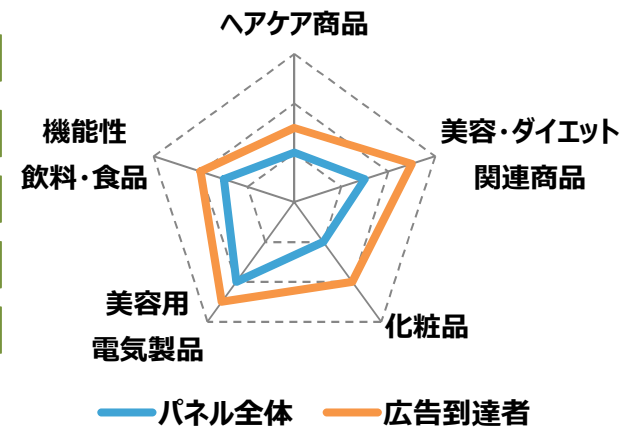 ヘアケア商品
美容・ダイエット
関連商品
化粧品
美容用
電気製品
機能性
飲料・食品
パネル全体
広告到達者